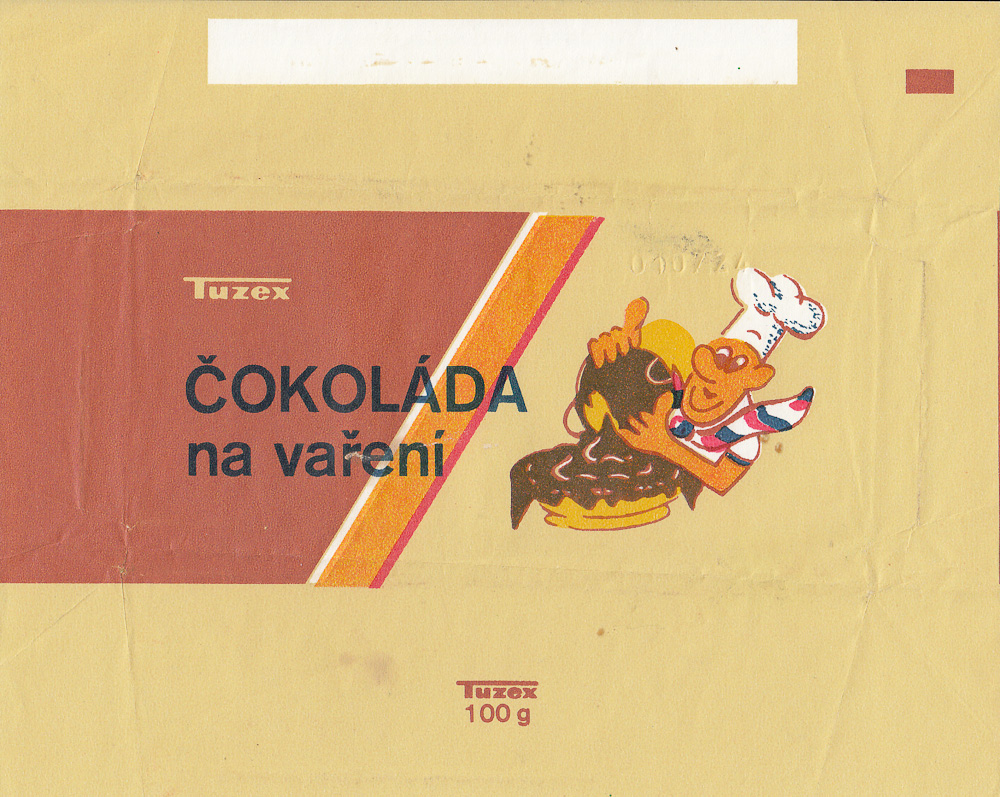 Tuzex
ČOKOLÁDA
na vaření
Tuzex
100 g